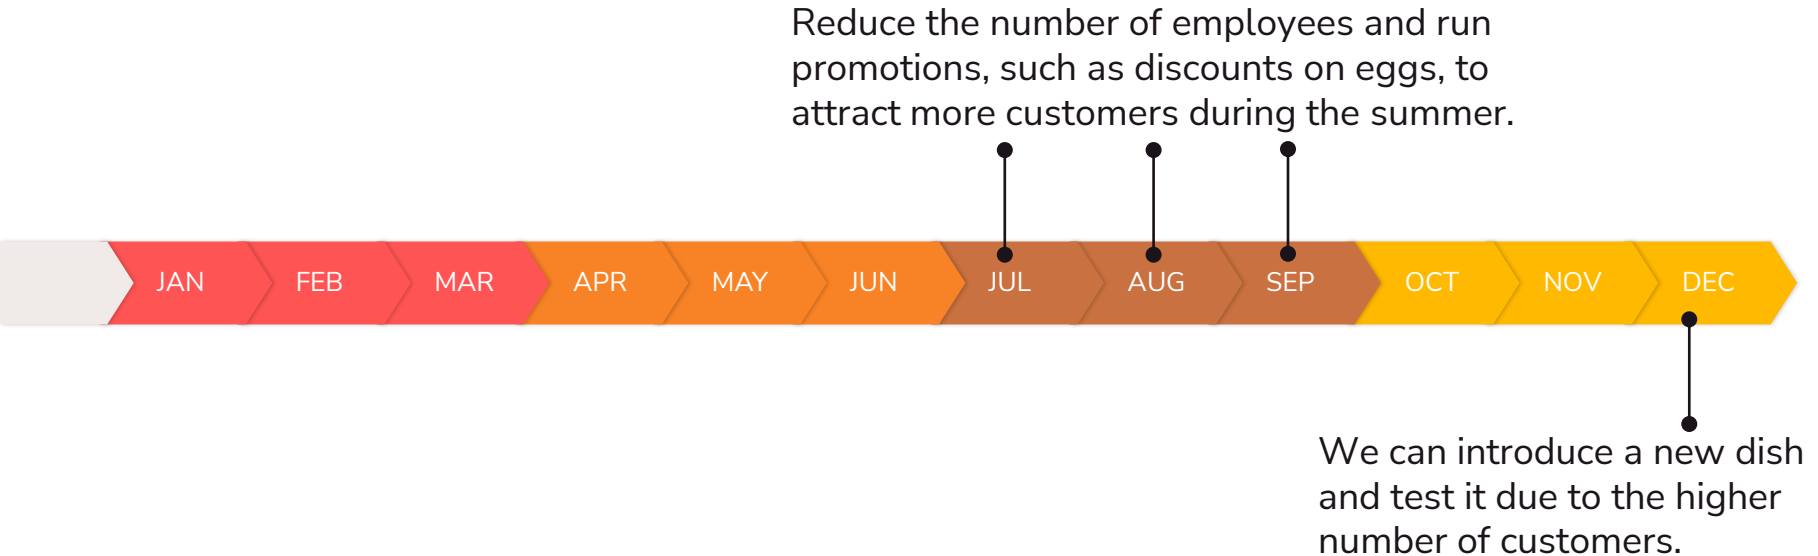 Reduce the number of employees and run
promotions, such as discounts on eggs, to
attract more customers during the summer.
JAN FEB MAR APR MAY JUN JUL AUG SEP OCT NOV DEC
We can introduce a new dish
and test it due to the higher
number of customers.